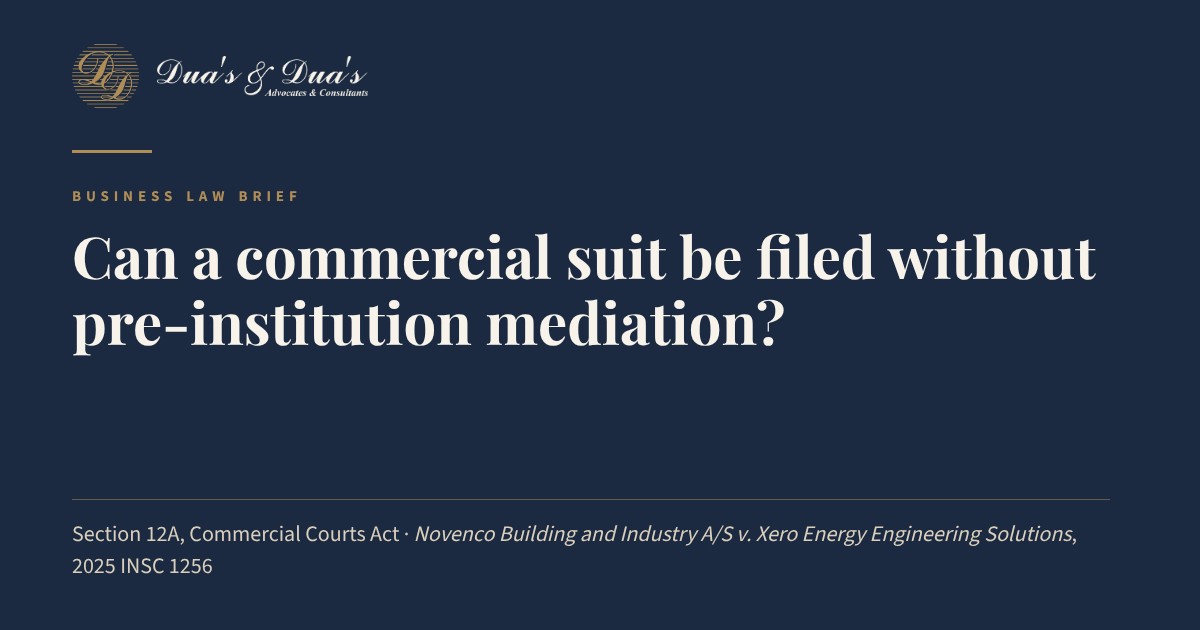 DD
Dua's & Dua's
Advocates & Consultants
BUSINESS LAW BRIEF
Can a commercial suit be filed without
pre-institution mediation?
Section 12A, Commercial Courts Act · Novenco Building and Industry A/S v. Xero Energy Engineering Solutions,
2025 INSC 1256